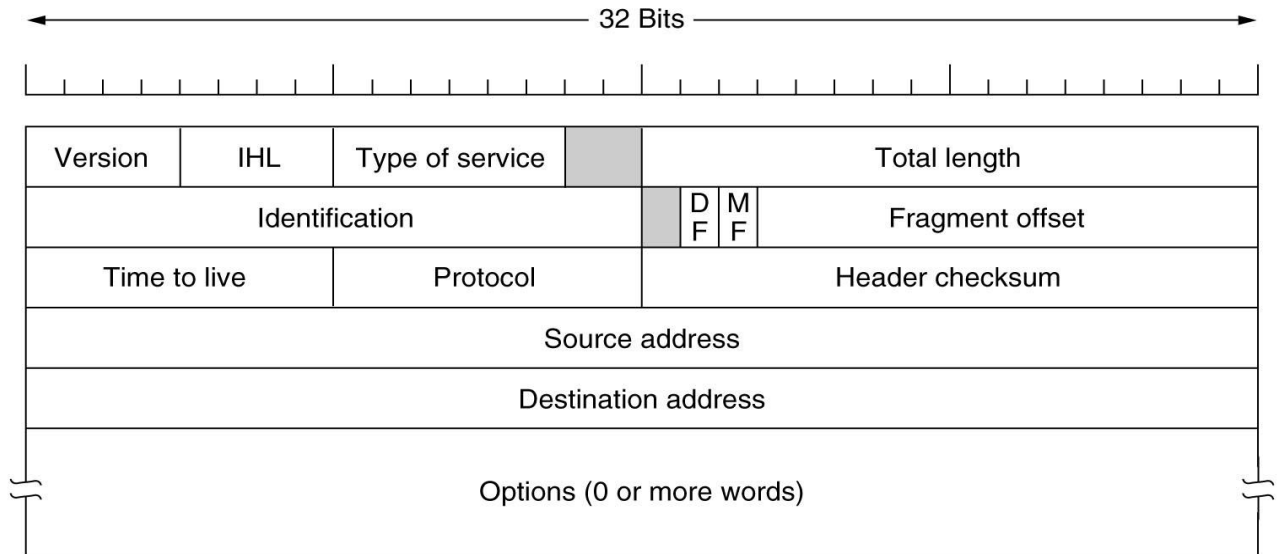 32 Bits
Version IHL Type of service Total length
Identification D F M F Fragment offset
Time to live Protocol Header checksum
Source address
Destination address
Options (0 or more words)